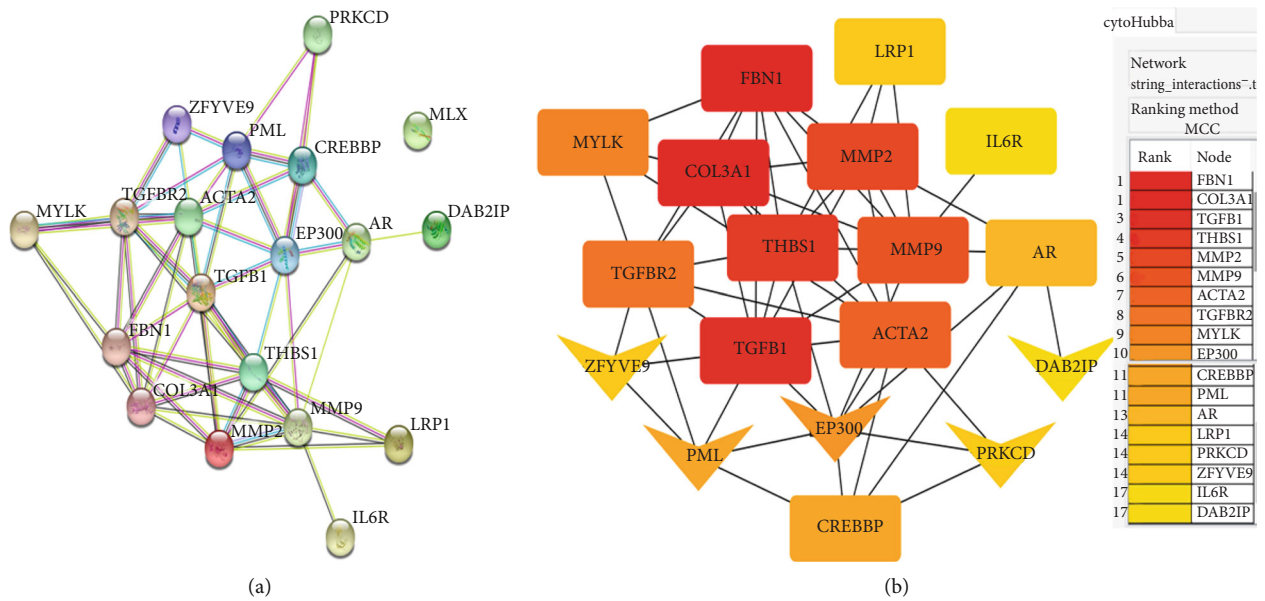 (a)
PRKCD
ZFYVE9
PML
MLX
CREBBP
TGFBR2
ACTA2
MYLK
AR
DAB2IP
EP300
TGFB1
FBN1
THBS1
COL3A1
MMP9
MMP2
LRP1
IL6R
(a)
(b)
LRP1
FBN1
MYLK
MMP2
IL6R
COL3A1
THBS1
MMP9
AR
TGFBR2
ACTA2
TGFB1
ZFYVE9
DAB2IP
EP300
PML
PRKCD
CREBBP
(b)
cytoHubba
Network
string_interactions–.t
Ranking method
MCC
Rank Node
1 FBN1
1 COL3A1
3 TGFB1
4 THBS1
5 MMP2
6 MMP9
7 ACTA2
8 TGFBR2
9 MYLK
10 EP300
11 CREBBP
11 PML
13 AR
14 LRP1
14 PRKCD
14 ZFYVE9
17 IL6R
17 DAB2IP